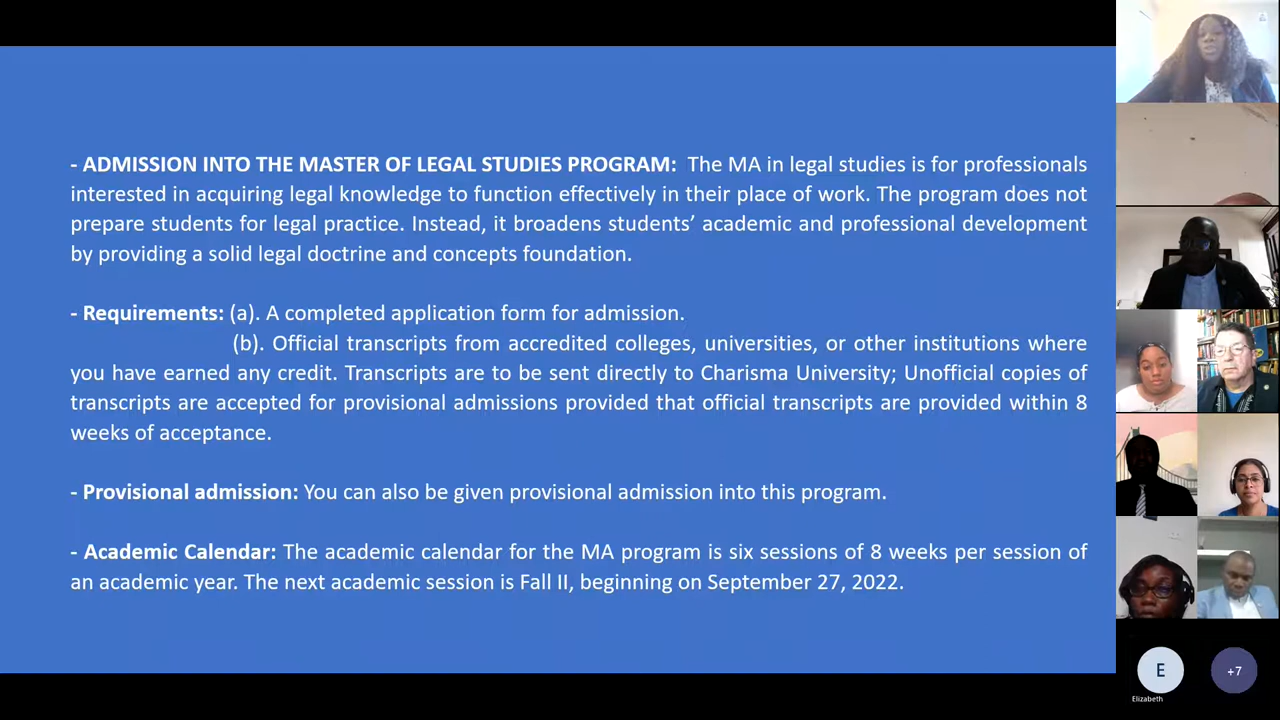 - ADMISSION INTO THE MASTER OF LEGAL STUDIES PROGRAM: The MA in legal studies is for professionals
interested in acquiring legal knowledge to function effectively in their place of work. The program does not
prepare students for legal practice. Instead, it broadens students’ academic and professional development
by providing a solid legal doctrine and concepts foundation.
- Requirements: (a). A completed application form for admission.
(b). Official transcripts from accredited colleges, universities, or other institutions where
you have earned any credit. Transcripts are to be sent directly to Charisma University; Unofficial copies of
transcripts are accepted for provisional admissions provided that official transcripts are provided within 8
weeks of acceptance.
- Provisional admission: You can also be given provisional admission into this program.
- Academic Calendar: The academic calendar for the MA program is six sessions of 8 weeks per session of
an academic year. The next academic session is Fall II, beginning on September 27, 2022.
E
+7
Elizabeth